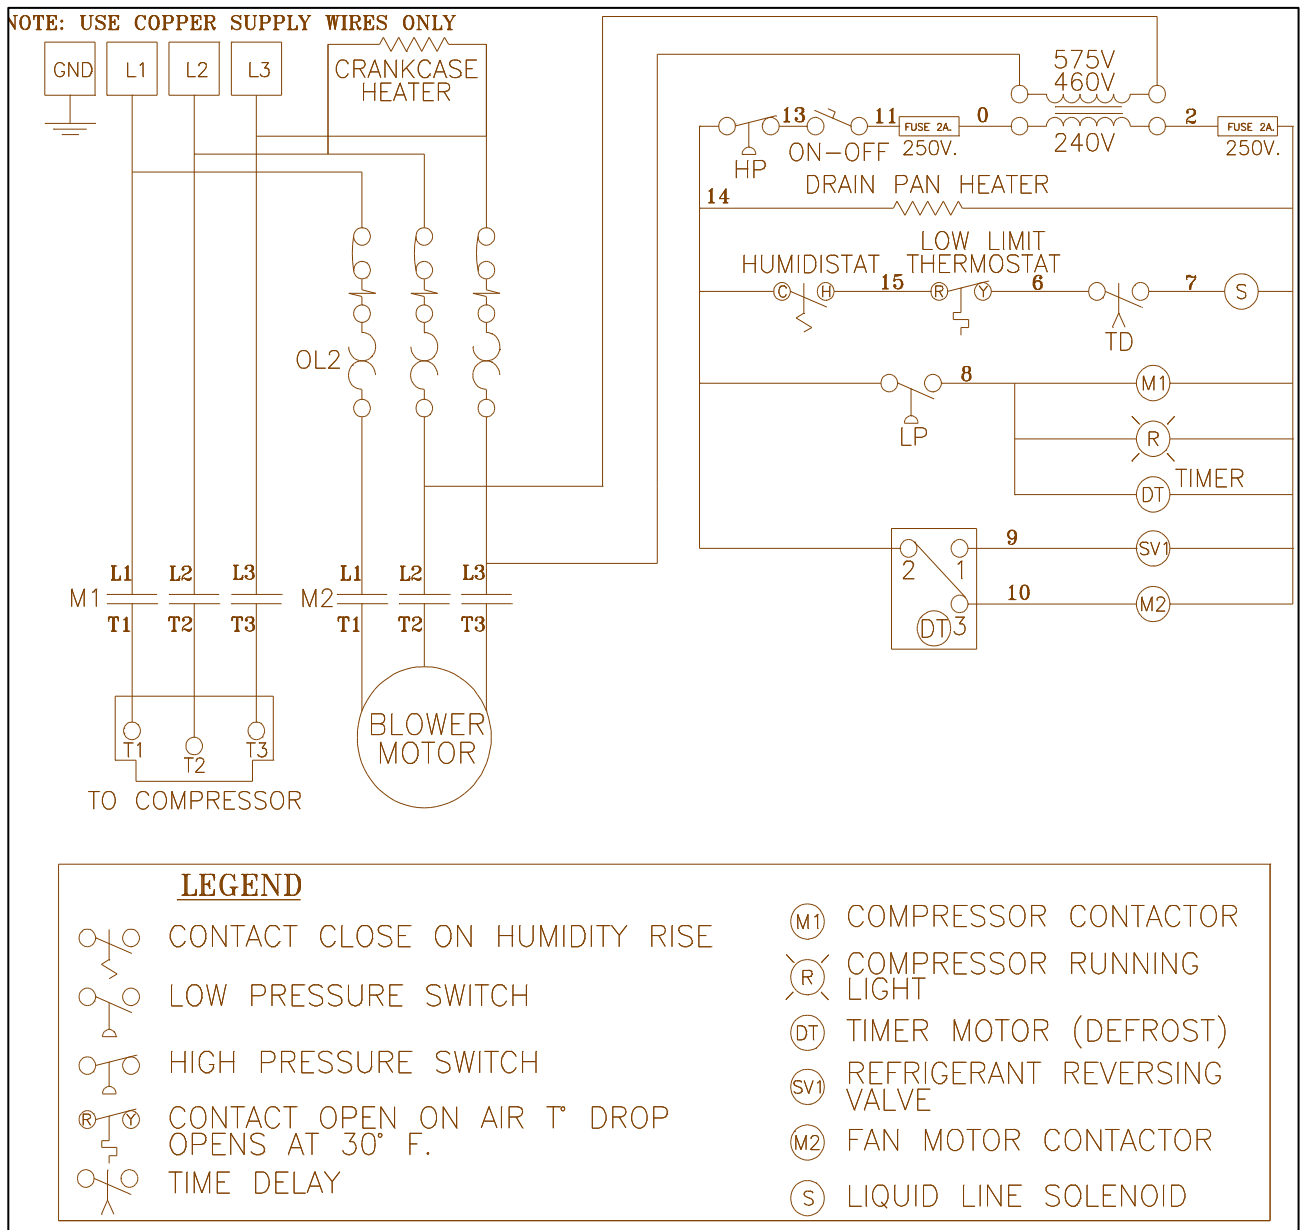 NOTE: USE COPPER SUPPLY WIRES ONLY
GND L1 L2 L3
CRANKCASE
HEATER
575V
460V
240V
13 11 0 2
FUSE 2A.
250V.
FUSE 2A.
250V.
HP
ON-OFF
14
DRAIN PAN HEATER
HUMIDISTAT
LOW LIMIT
THERMOSTAT
C H 15 R Y 6 7 S
TD
OL2
8 M1
LP
R
TIMER
DT
2 1 9 SV1
DT 3 10 M2
M1 L1 L2 L3 M2 L1 L2 L3
T1 T2 T3 T1 T2 T3
T1 T2 T3
TO COMPRESSOR
BLOWER
MOTOR
LEGEND
CONTACT CLOSE ON HUMIDITY RISE
LOW PRESSURE SWITCH
HIGH PRESSURE SWITCH
R Y CONTACT OPEN ON AIR T° DROP
OPENS AT 30° F.
TIME DELAY
M1 COMPRESSOR CONTACTOR
R COMPRESSOR RUNNING
LIGHT
DT TIMER MOTOR (DEFROST)
SV1 REFRIGERANT REVERSING
VALVE
M2 FAN MOTOR CONTACTOR
S LIQUID LINE SOLENOID